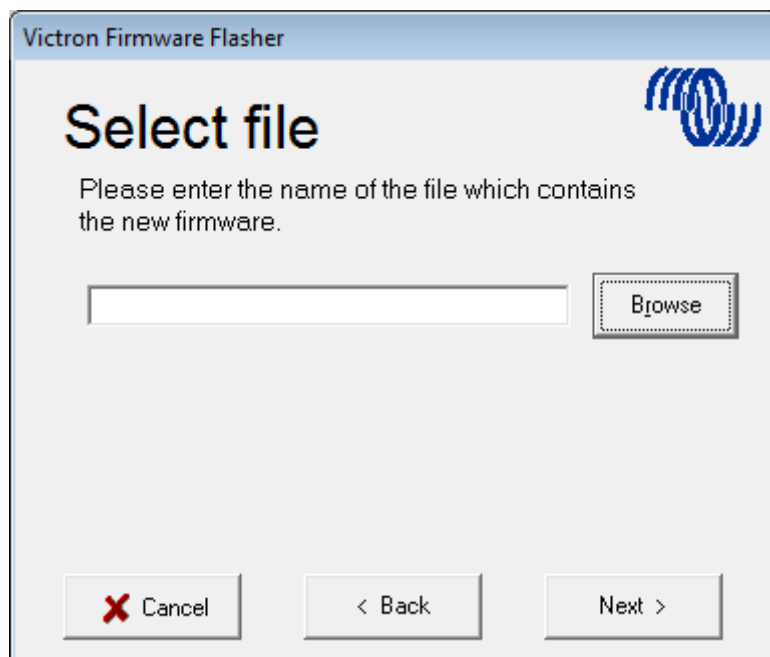 Victron Firmware Flasher
Select file
Please enter the name of the file which contains
the new firmware.
Browse
Cancel
< Back
Next >